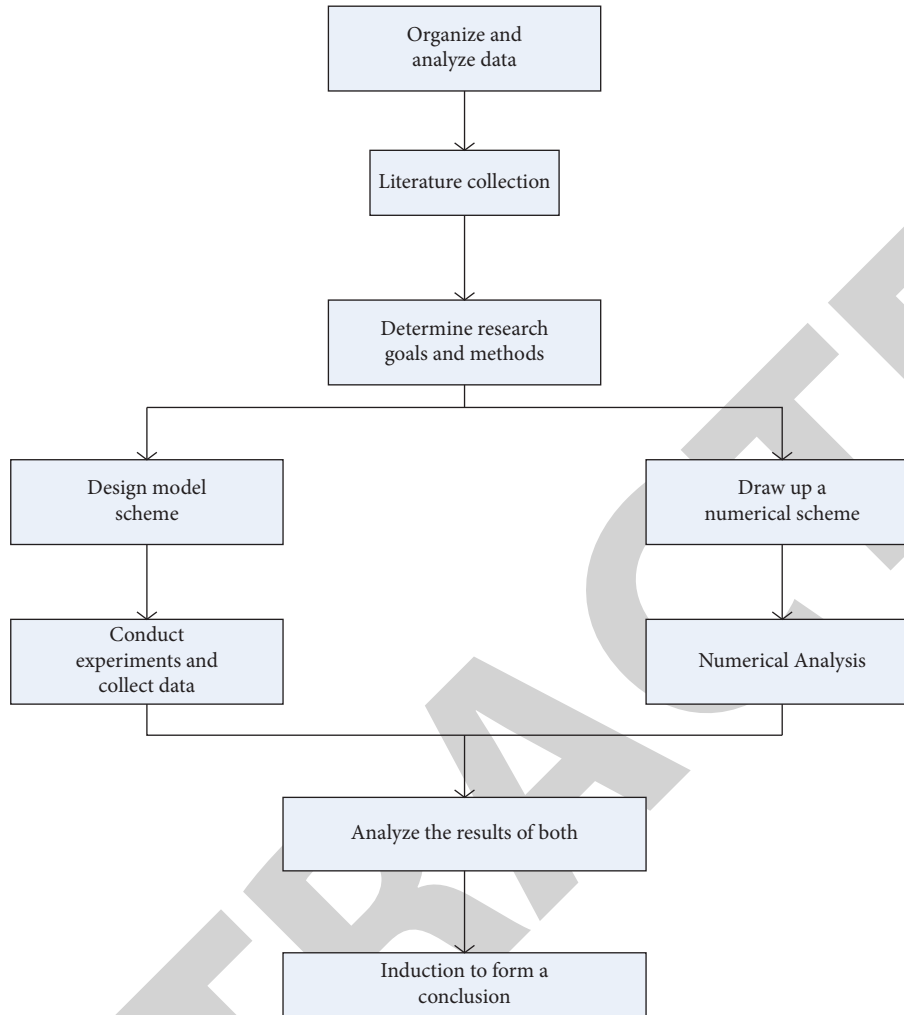 Organize and
analyze data
Literature collection
Determine research
goals and methods
Design model
scheme
Draw up a
numerical scheme
Conduct
experiments and
collect data
Numerical Analysis
Analyze the results of both
Induction to form a
conclusion